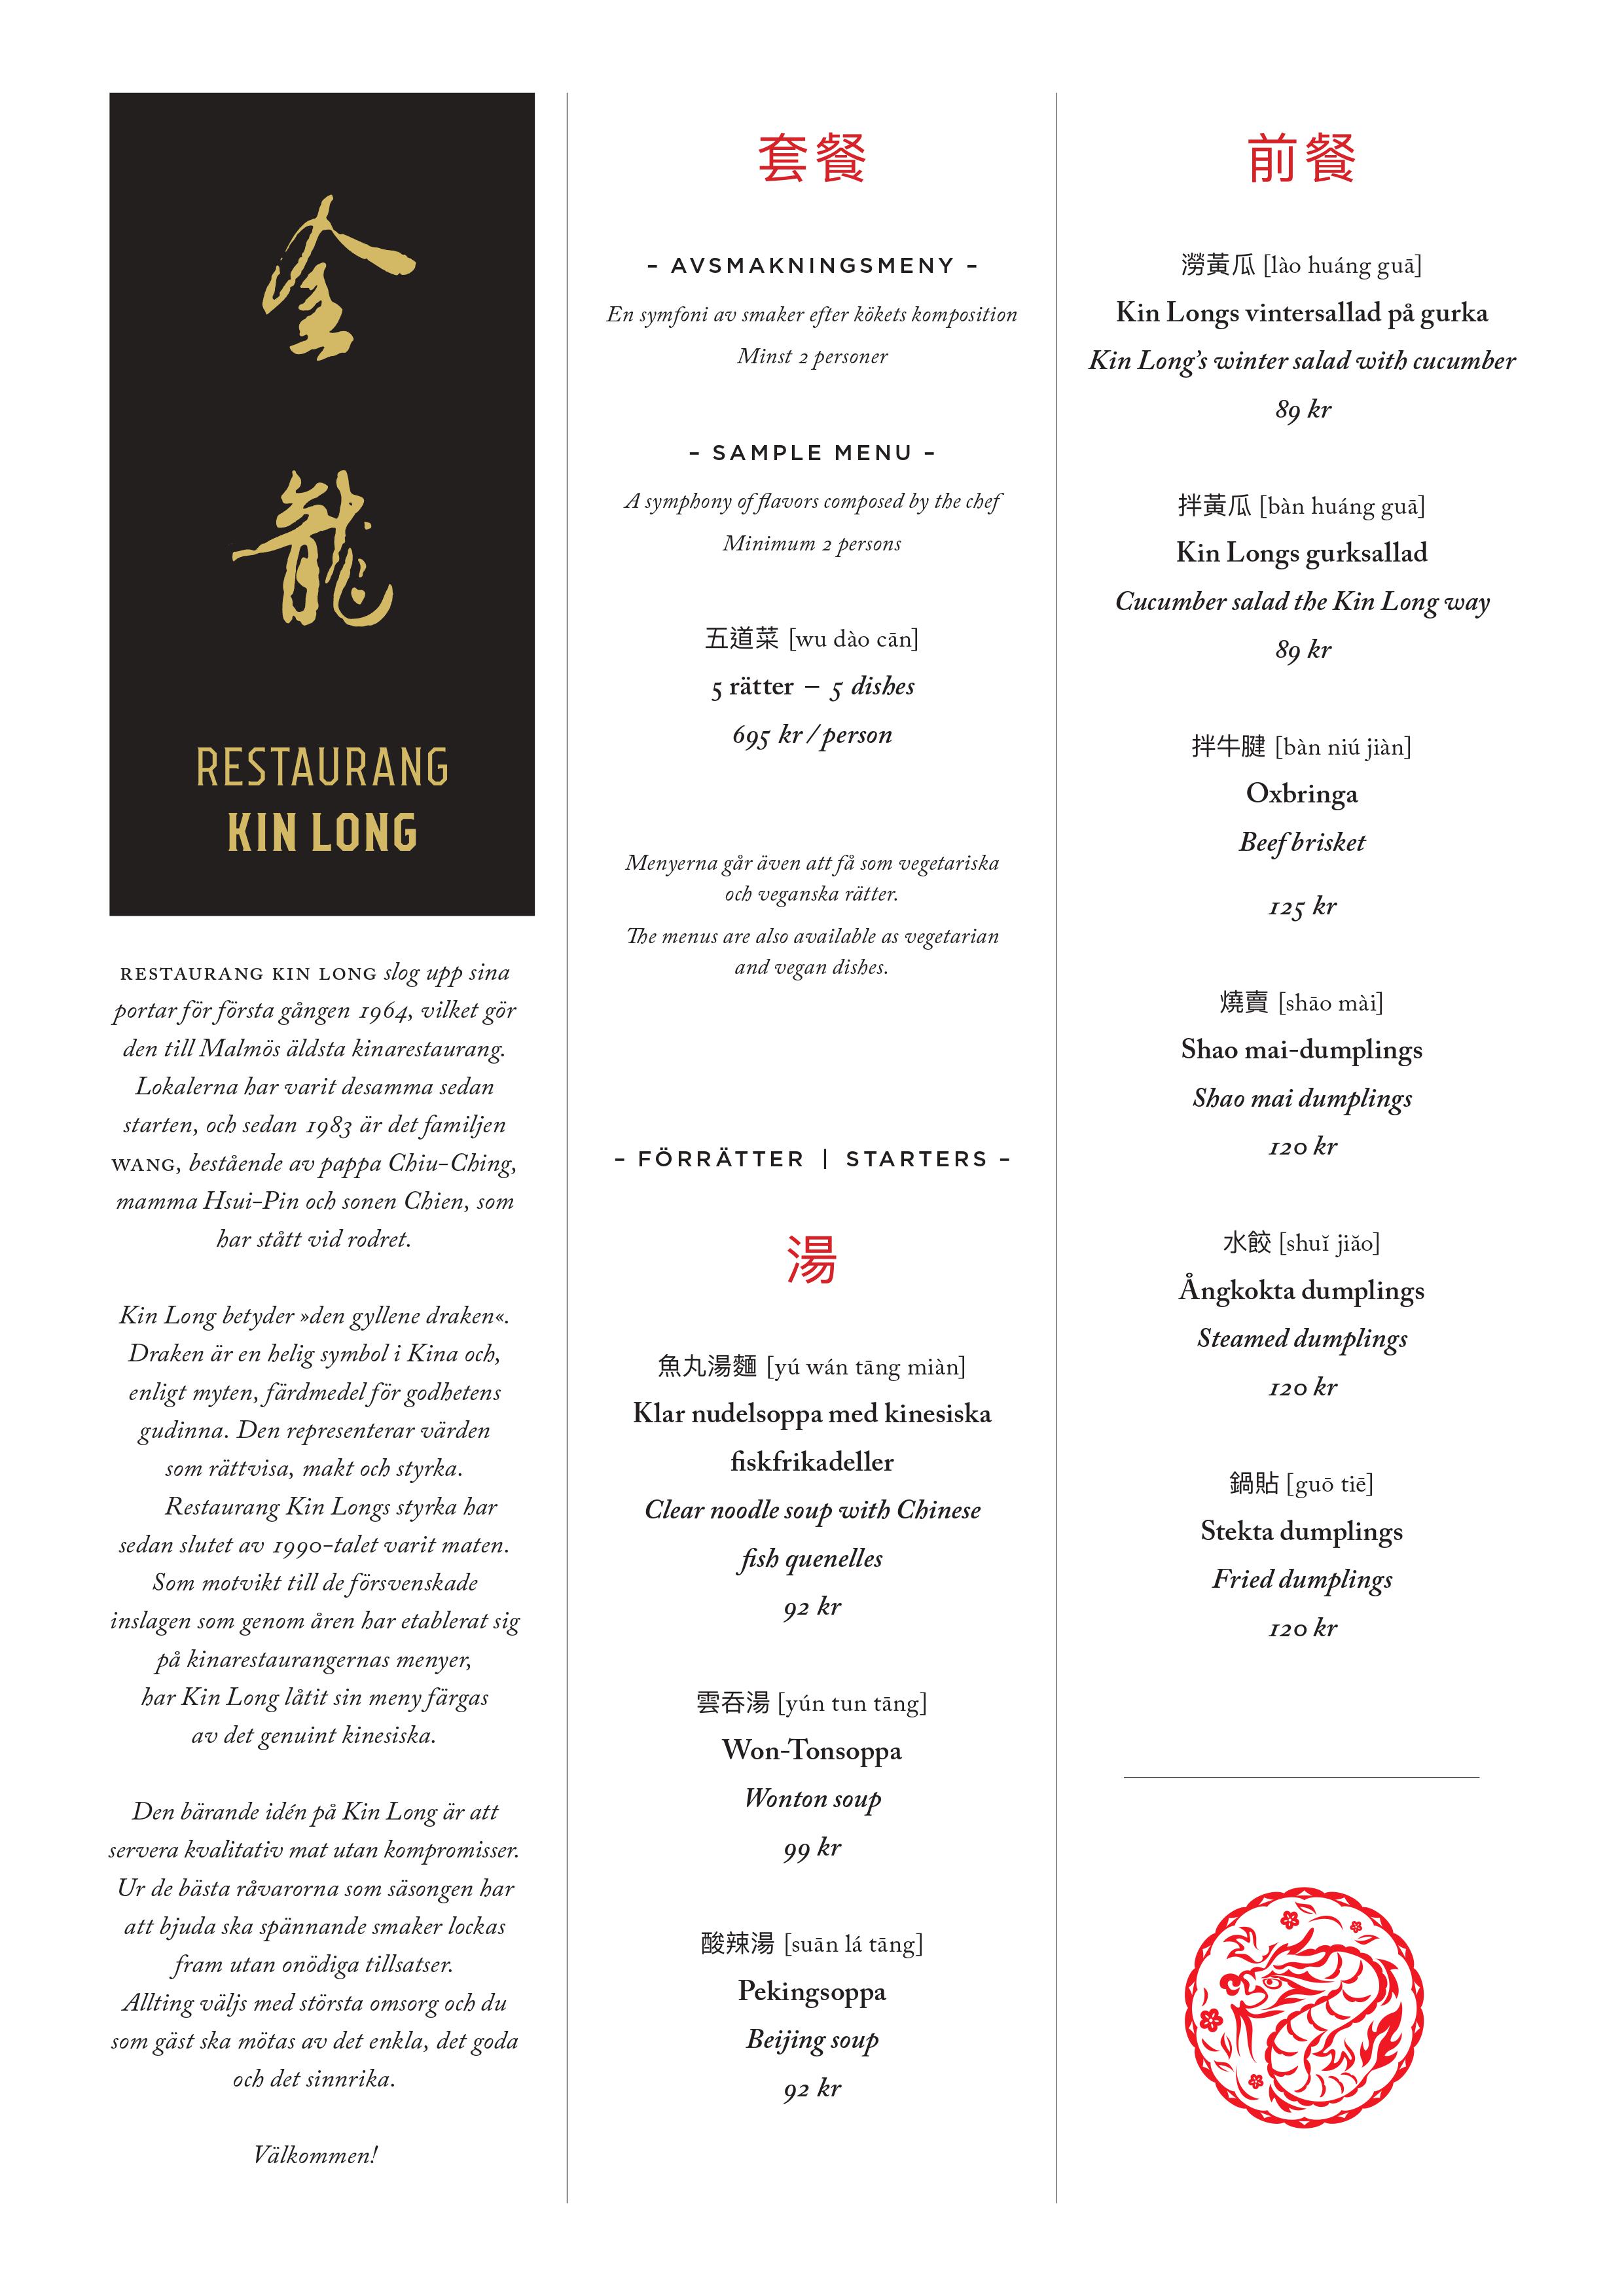 金
龍
RESTAURANG
KIN LONG
RESTAURANG KIN LONG slog upp sina
portar för första gången 1964, vilket gör
den till Malmös äldsta kinarestaurang.
Lokalerna har varit desamma sedan
starten, och sedan 1983 är det familjen
WANG, bestående av pappa Chiu-Ching,
mamma Hsui-Pin och sonen Chien, som
har stått vid rodret.
Kin Long betyder »den gyllene draken«.
Draken är en helig symbol i Kina och,
enligt myten, färdmedel för godhetens
gudinna. Den representerar värden
som rättvisa, makt och styrka.
Restaurang Kin Longs styrka har
sedan slutet av 1990-talet varit maten.
Som motvikt till de försvenskade
inslagen som genom åren har etablerat sig
på kinarestaurangernas menyer,
har Kin Long låtit sin meny färgas
av det genuint kinesiska.
Den bärande idén på Kin Long är att
servera kvalitativ mat utan kompromisser.
Ur de bästa råvarorna som säsongen har
att bjuda ska spännande smaker lockas
fram utan onödiga tillsatser.
Allting väljs med största omsorg och du
som gäst ska mötas av det enkla, det goda
och det sinnrika.
Välkommen!
套餐
– AVSMAKNINGSMENY –
En symfoni av smaker efter kökets komposition
Minst 2 personer
– SAMPLE MENU –
A symphony of flavors composed by the chef
Minimum 2 persons
五道菜 [wu dào cān]
5 rätter – 5 dishes
695 kr / person
Menyerna går även att få som vegetariska
och veganska rätter.
The menus are also available as vegetarian
and vegan dishes.
– FÖRRÄTTER | STARTERS –
湯
魚丸湯麵 [yú wán tāng miàn]
Klar nudelsoppa med kinesiska
fiskfrikadeller
Clear noodle soup with Chinese
fish quenelles
92 kr
雲吞湯 [yún tun tāng]
Won-Tonsoppa
Wonton soup
99 kr
酸辣湯 [suān lá tāng]
Pekingsoppa
Beijing soup
92 kr
前餐
澇黃瓜 [lào huáng guā]
Kin Longs vintersallad på gurka
Kin Long’s winter salad with cucumber
89 kr
拌黃瓜 [bàn huáng guā]
Kin Longs gurksallad
Cucumber salad the Kin Long way
89 kr
拌牛腱 [bàn niú jiàn]
Oxbringa
Beef brisket
125 kr
燒賣 [shāo mài]
Shao mai-dumplings
Shao mai dumplings
120 kr
水餃 [shuǐ jiǎo]
Ångkokta dumplings
Steamed dumplings
120 kr
鍋貼 [guō tiē]
Stekta dumplings
Fried dumplings
120 kr